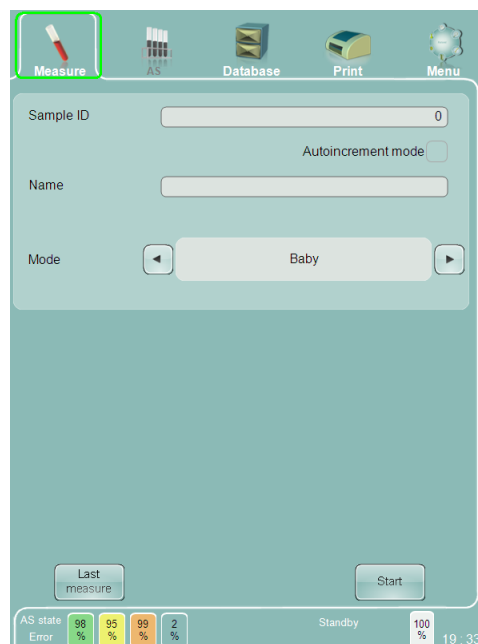 Measure AS Database Print Menu
Sample ID 0
Autoincrement mode
Name
Mode ◄ Baby ►
Last
measure
Start
AS state 98 95 99 2 Standby 100
Error % % % % % 19:33